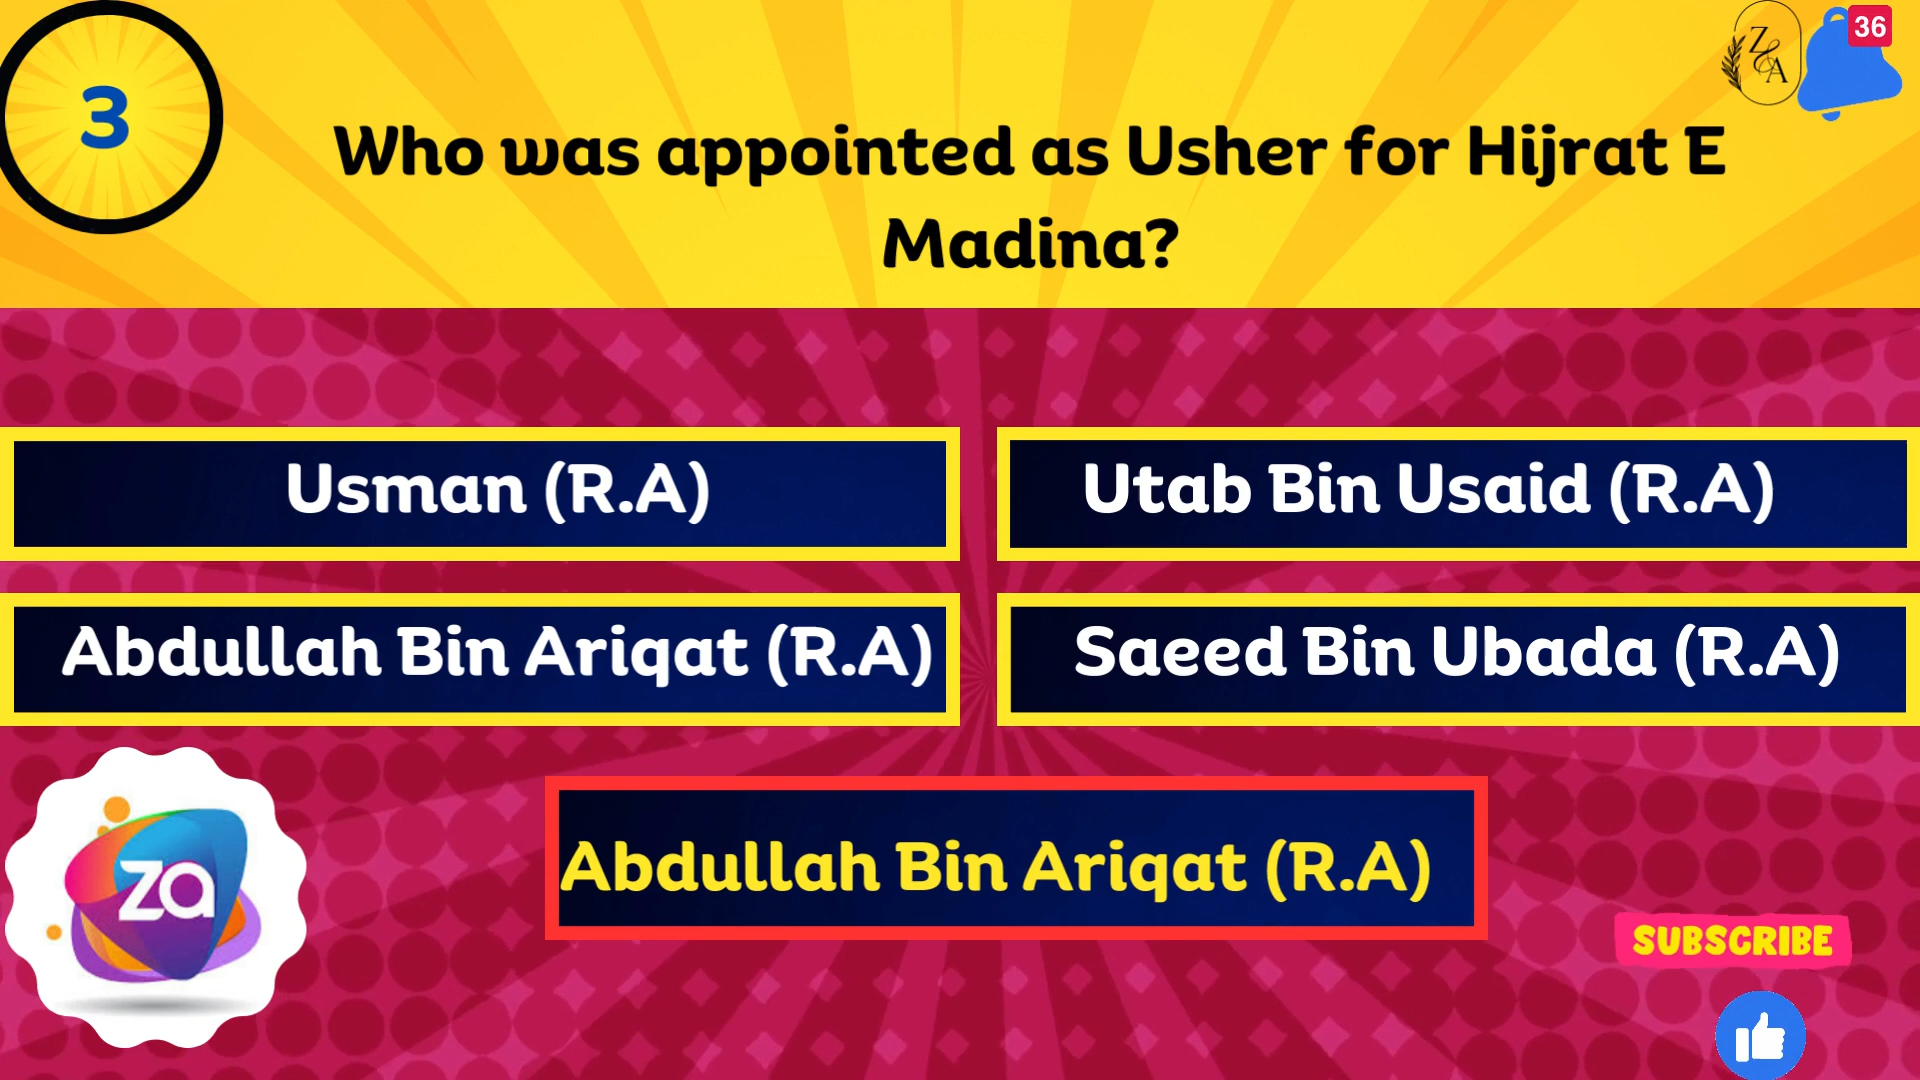 3
Z&A
36
Who was appointed as Usher for Hijrat E
Madina?
Usman (R.A)
Utab Bin Usaid (R.A)
Abdullah Bin Ariqat (R.A)
Saeed Bin Ubada (R.A)
za
Abdullah Bin Ariqat (R.A)
SUBSCRIBE